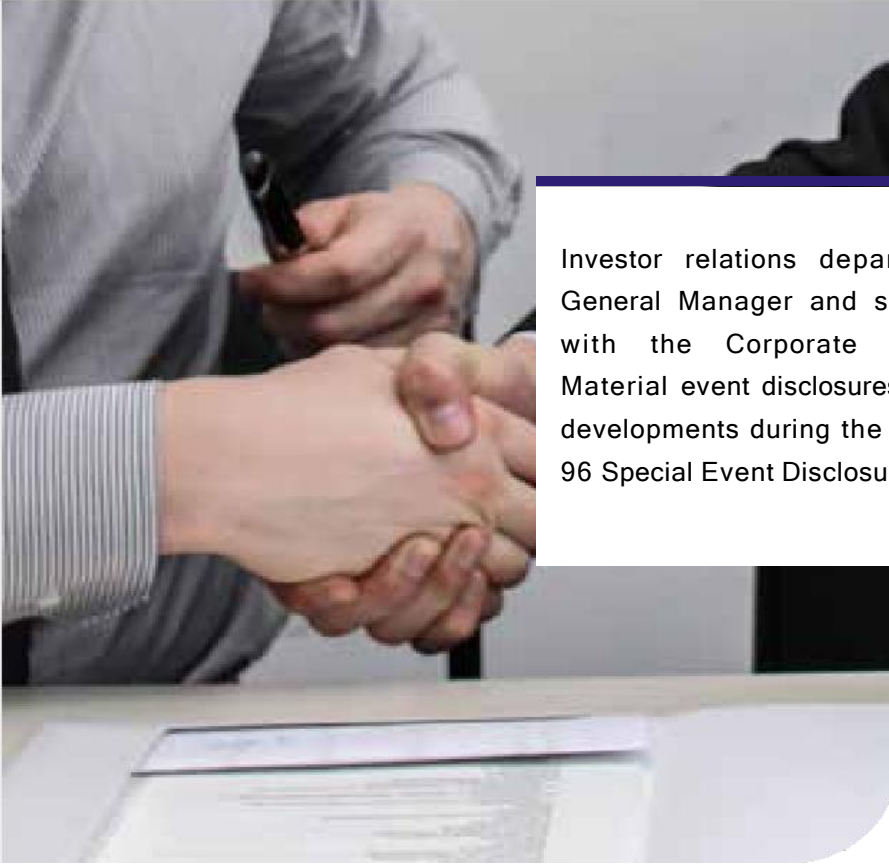 Investor relations depar
General Manager and s
with the Corporate
Material event disclosures
developments during the
96 Special Event Disclosu